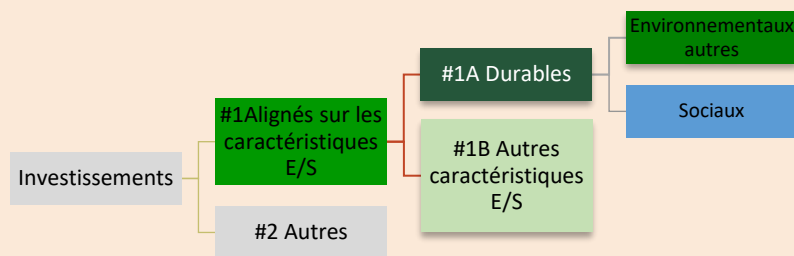 Investissements
#1Alignés sur les
caractéristiques
E/S
#2 Autres
#1A Durables
#1B Autres
caractéristiques
E/S
Environnementaux
autres
Sociaux